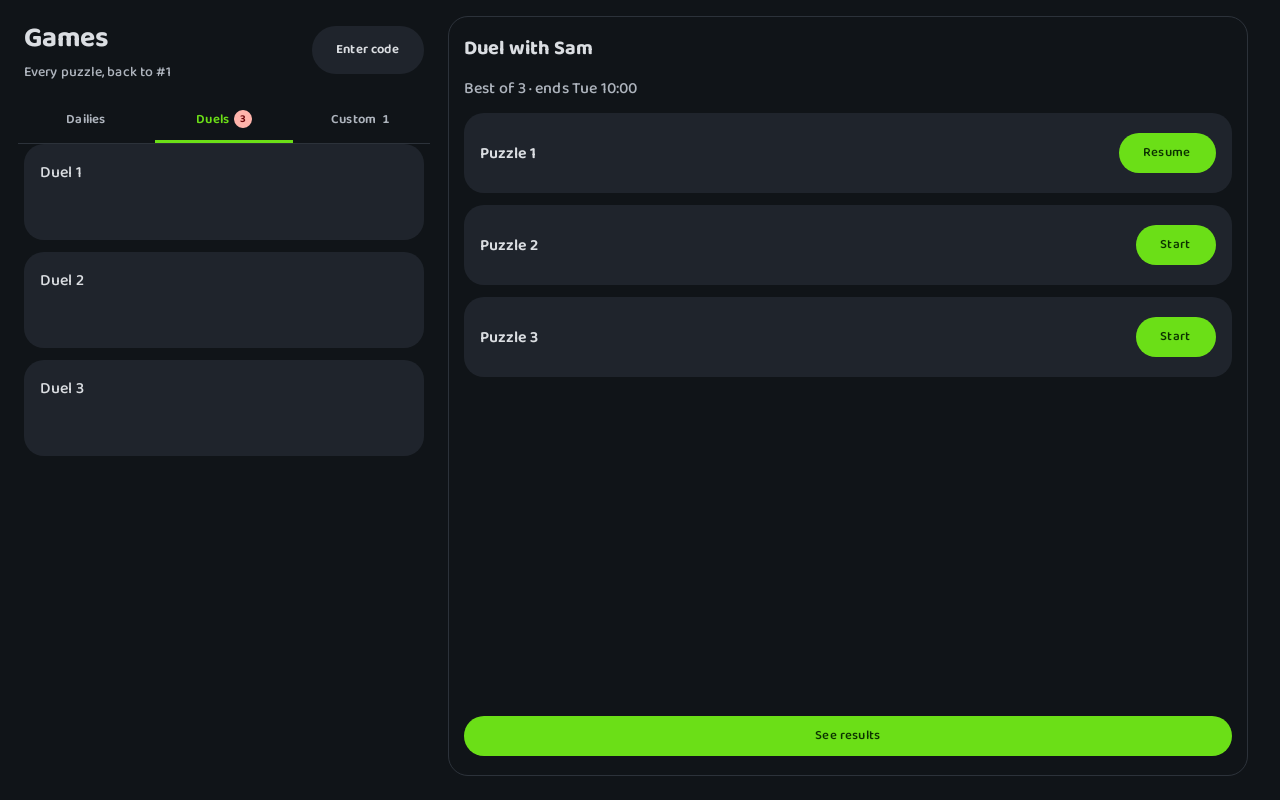 Games
Enter code
Every puzzle, back to #1
Dailies
Duels 3
Custom 1
Duel 1
Duel 2
Duel 3
Duel with Sam
Best of 3 · ends Tue 10:00
Puzzle 1
Resume
Puzzle 2
Start
Puzzle 3
Start
See results